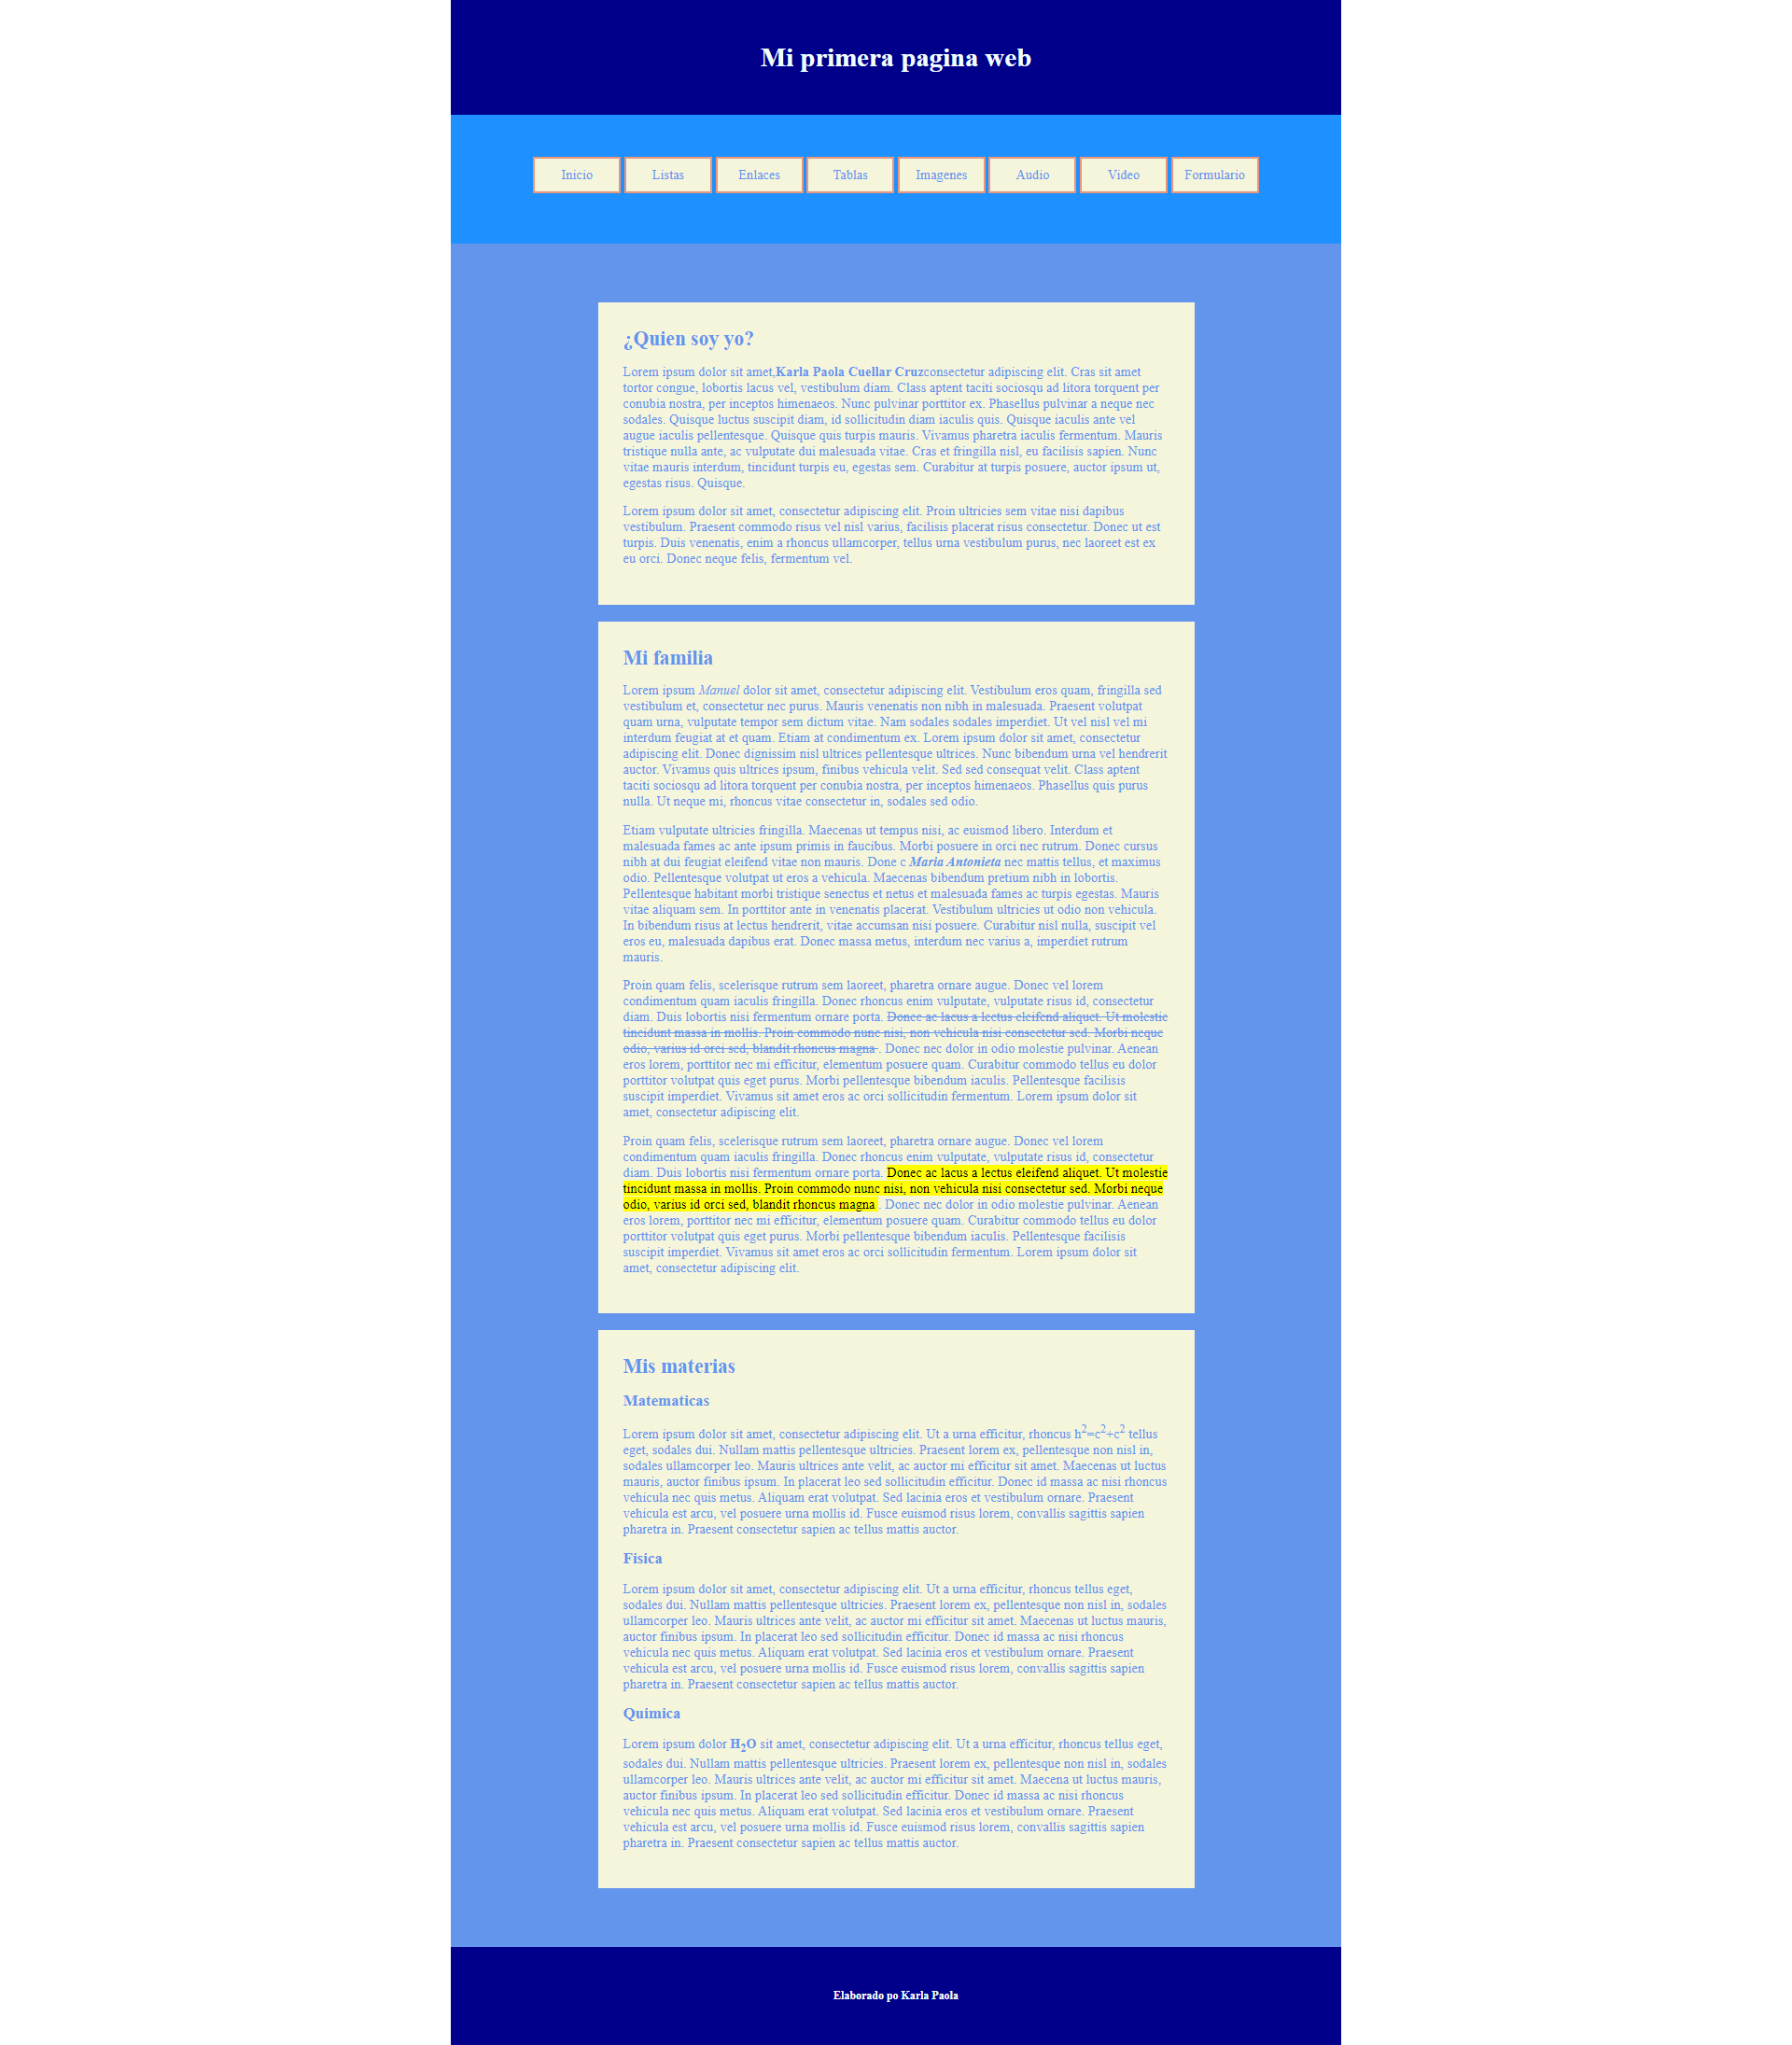 Mi primera pagina web
Inicio Listas Enlaces Tablas Imagenes Audio Video Formulario
¿Quien soy yo?
Lorem ipsum dolor sit amet,Karla Paola Cuellar Cruzconsectetur adipiscing elit. Cras sit amet
tortor congue, lobortis lacus vel, vestibulum diam. Class aptent taciti sociosqu ad litora torquent per
conubia nostra, per inceptos himenaeos. Nunc pulvinar porttitor ex. Phasellus pulvinar a neque nec
sodales. Quisque luctus suscipit diam, id sollicitudin diam iaculis quis. Quisque iaculis ante vel
augue iaculis pellentesque. Quisque quis turpis mauris. Vivamus pharetra iaculis fermentum. Mauris
tristique nulla ante, ac vulputate dui malesuada vitae. Cras et fringilla nisl, eu facilisis sapien. Nunc
vitae mauris interdum, tincidunt turpis eu, egestas sem. Curabitur at turpis posuere, auctor ipsum ut,
egestas risus. Quisque.
Lorem ipsum dolor sit amet, consectetur adipiscing elit. Proin ultricies sem vitae nisi dapibus
vestibulum. Praesent commodo risus vel nisl varius, facilisis placerat risus consectetur. Donec ut est
turpis. Duis venenatis, enim a rhoncus ullamcorper, tellus urna vestibulum purus, nec laoreet est ex
eu orci. Donec neque felis, fermentum vel.
Mi familia
Lorem ipsum Manuel dolor sit amet, consectetur adipiscing elit. Vestibulum eros quam, fringilla sed
vestibulum et, consectetur nec purus. Mauris venenatis non nibh in malesuada. Praesent volutpat
quam urna, vulputate tempor sem dictum vitae. Nam sodales sodales imperdiet. Ut vel nisl vel mi
interdum feugiat at et quam. Etiam at condimentum ex. Lorem ipsum dolor sit amet, consectetur
adipiscing elit. Donec dignissim nisl ultrices pellentesque ultrices. Nunc bibendum urna vel hendrerit
auctor. Vivamus quis ultrices ipsum, finibus vehicula velit. Sed sed consequat velit. Class aptent
taciti sociosqu ad litora torquent per conubia nostra, per inceptos himenaeos. Phasellus quis purus
nulla. Ut neque mi, rhoncus vitae consectetur in, sodales sed odio.
Etiam vulputate ultricies fringilla. Maecenas ut tempus nisi, ac euismod libero. Interdum et
malesuada fames ac ante ipsum primis in faucibus. Morbi posuere in orci nec rutrum. Donec cursus
nibh at dui feugiat eleifend vitae non mauris. Done c Maria Antonieta nec mattis tellus, et maximus
odio. Pellentesque volutpat ut eros a vehicula. Maecenas bibendum pretium nibh in lobortis.
Pellentesque habitant morbi tristique senectus et netus et malesuada fames ac turpis egestas. Mauris
vitae aliquam sem. In porttitor ante in venenatis placerat. Vestibulum ultricies ut odio non vehicula.
In bibendum risus at lectus hendrerit, vitae accumsan nisi posuere. Curabitur nisl nulla, suscipit vel
eros eu, malesuada dapibus erat. Donec massa metus, interdum nec varius a, imperdiet rutrum
mauris.
Proin quam felis, scelerisque rutrum sem laoreet, pharetra ornare augue. Donec vel lorem
condimentum quam iaculis fringilla. Donec rhoncus enim vulputate, vulputate risus id, consectetur
diam. Duis lobortis nisi fermentum ornare porta. Donec ac lacus a lectus eleifend aliquet. Ut molestie
tincidunt massa in mollis. Proin commodo nunc nisi, non vehicula nisi consectetur sed. Morbi neque
odio, varius id orci sed, blandit rhoncus magna . Donec nec dolor in odio molestie pulvinar. Aenean
eros lorem, porttitor nec mi efficitur, elementum posuere quam. Curabitur commodo tellus eu dolor
porttitor volutpat quis eget purus. Morbi pellentesque bibendum iaculis. Pellentesque facilisis
suscipit imperdiet. Vivamus sit amet eros ac orci sollicitudin fermentum. Lorem ipsum dolor sit
amet, consectetur adipiscing elit.
Proin quam felis, scelerisque rutrum sem laoreet, pharetra ornare augue. Donec vel lorem
condimentum quam iaculis fringilla. Donec rhoncus enim vulputate, vulputate risus id, consectetur
diam. Duis lobortis nisi fermentum ornare porta. Donec ac lacus a lectus eleifend aliquet. Ut molestie
tincidunt massa in mollis. Proin commodo nunc nisi, non vehicula nisi consectetur sed. Morbi neque
odio, varius id orci sed, blandit rhoncus magna . Donec nec dolor in odio molestie pulvinar. Aenean
eros lorem, porttitor nec mi efficitur, elementum posuere quam. Curabitur commodo tellus eu dolor
porttitor volutpat quis eget purus. Morbi pellentesque bibendum iaculis. Pellentesque facilisis
suscipit imperdiet. Vivamus sit amet eros ac orci sollicitudin fermentum. Lorem ipsum dolor sit
amet, consectetur adipiscing elit.
Mis materias
Matematicas
Lorem ipsum dolor sit amet, consectetur adipiscing elit. Ut a urna efficitur, rhoncus h²=c²+c² tellus
eget, sodales dui. Nullam mattis pellentesque ultricies. Praesent lorem ex, pellentesque non nisl in,
sodales ullamcorper leo. Mauris ultrices ante velit, ac auctor mi efficitur sit amet. Maecenas ut luctus
mauris, auctor finibus ipsum. In placerat leo sed sollicitudin efficitur. Donec id massa ac nisi rhoncus
vehicula nec quis metus. Aliquam erat volutpat. Sed lacinia eros et vestibulum ornare. Praesent
vehicula est arcu, vel posuere urna mollis id. Fusce euismod risus lorem, convallis sagittis sapien
pharetra in. Praesent consectetur sapien ac tellus mattis auctor.
Fisica
Lorem ipsum dolor sit amet, consectetur adipiscing elit. Ut a urna efficitur, rhoncus tellus eget,
sodales dui. Nullam mattis pellentesque ultricies. Praesent lorem ex, pellentesque non nisl in, sodales
ullamcorper leo. Mauris ultrices ante velit, ac auctor mi efficitur sit amet. Maecenas ut luctus mauris,
auctor finibus ipsum. In placerat leo sed sollicitudin efficitur. Donec id massa ac nisi rhoncus
vehicula nec quis metus. Aliquam erat volutpat. Sed lacinia eros et vestibulum ornare. Praesent
vehicula est arcu, vel posuere urna mollis id. Fusce euismod risus lorem, convallis sagittis sapien
pharetra in. Praesent consectetur sapien ac tellus mattis auctor.
Quimica
Lorem ipsum dolor H₂O sit amet, consectetur adipiscing elit. Ut a urna efficitur, rhoncus tellus eget,
sodales dui. Nullam mattis pellentesque ultricies. Praesent lorem ex, pellentesque non nisl in, sodales
ullamcorper leo. Mauris ultrices ante velit, ac auctor mi efficitur sit amet. Maecena ut luctus mauris,
auctor finibus ipsum. In placerat leo sed sollicitudin efficitur. Donec id massa ac nisi rhoncus
vehicula nec quis metus. Aliquam erat volutpat. Sed lacinia eros et vestibulum ornare. Praesent
vehicula est arcu, vel posuere urna mollis id. Fusce euismod risus lorem, convallis sagittis sapien
pharetra in. Praesent consectetur sapien ac tellus mattis auctor.
Elaborado po Karla Paola